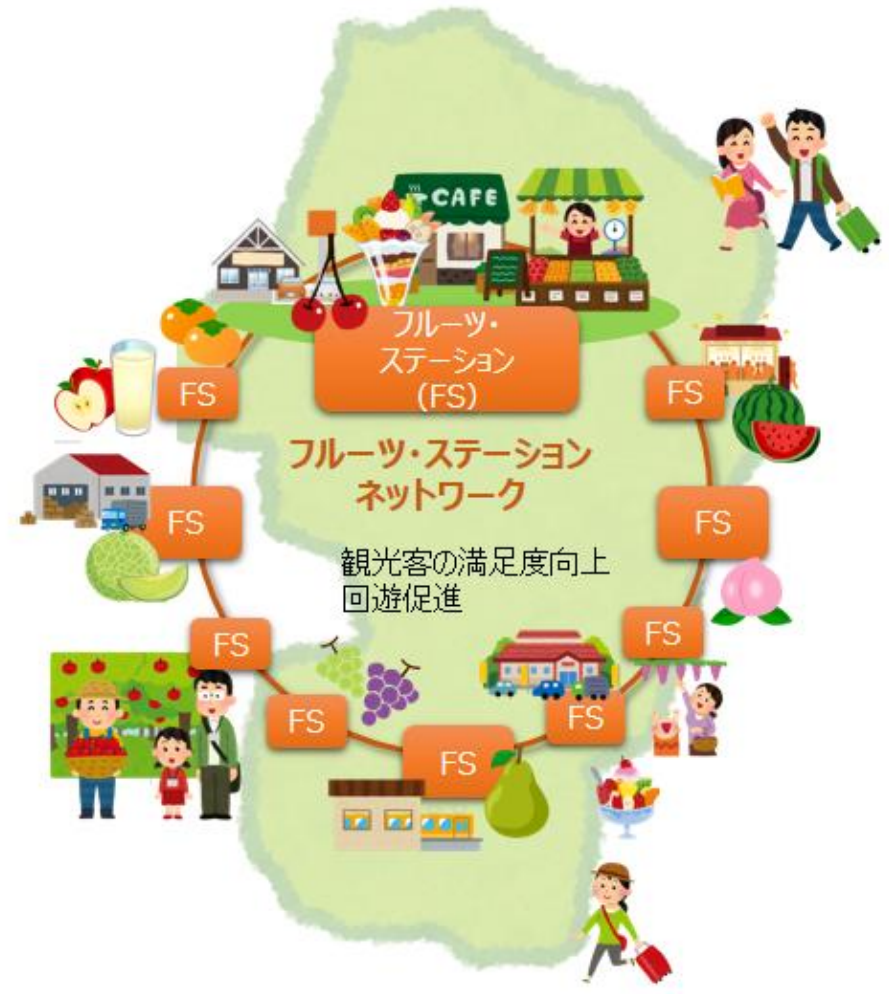 CAFE
フルーツ・
ステーション
(FS)
FS
FS
フルーツ・ステーション
ネットワーク
FS
FS
観光客の満足度向上
回遊促進
FS
FS
FS
FS
FS